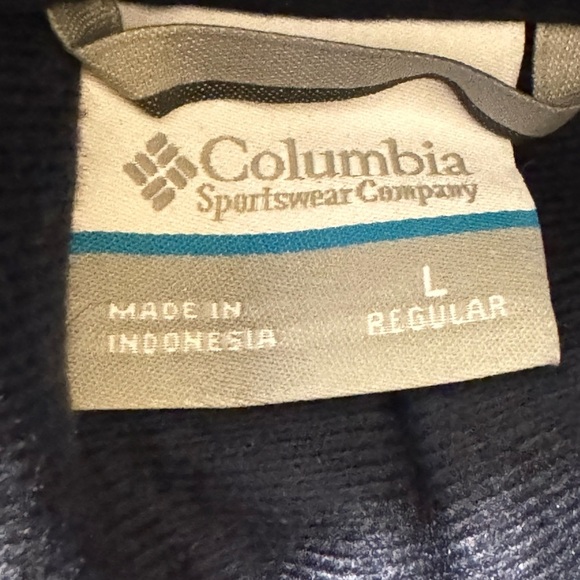 Columbia
Sportswear Company
L
REGULAR
MADE IN
INDONESIA